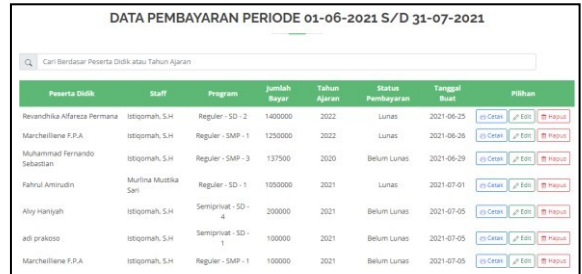 DATA PEMBAYARAN PERIODE 01-06-2021 S/D 31-07-2021
Cari Berdasar Peserta Didik atau Tahun Ajaran
Peserta Didik Staff Program Jumlah Bayar Tahun Ajaran Status Pembayaran Tanggal Buat Pilihan
Revandhika Alfareza Permana Istiqomah, S.H Reguler - SD - 2 1400000 2022 Lunas 2021-06-25 Cetak Edit Hapus
Marcheilliene F.P.A Istiqomah, S.H Reguler - SMP - 1 1250000 2022 Lunas 2021-06-26 Cetak Edit Hapus
Muhammad Fernando Sebastian Istiqomah, S.H Reguler - SMP - 3 137500 2020 Belum Lunas 2021-06-29 Cetak Edit Hapus
Fahrul Amirudin Murlina Mustika Sari Reguler - SD - 1 1050000 2021 Lunas 2021-07-01 Cetak Edit Hapus
Alvy Haniyah Istiqomah, S.H Semiprivat - SD - 4 200000 2021 Belum Lunas 2021-07-05 Cetak Edit Hapus
adi prakoso Istiqomah, S.H Semiprivat - SD - 1 100000 2021 Belum Lunas 2021-07-05 Cetak Edit Hapus
Marcheilliene F.P.A Istiqomah, S.H Reguler - SMP - 1 100000 2021 Belum Lunas 2021-07-05 Cetak Edit Hapus